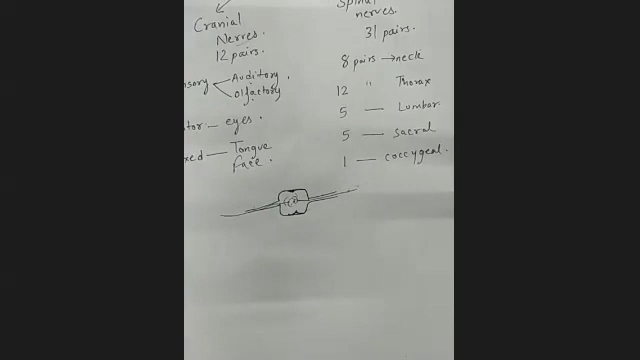 Cranial
Nerves.
12 pairs.
Auditory,
Olfactory
eyes.
Tongue
face.
Spinal
nerves.
31 pairs.
8 pairs → neck
12 " Thorax
5 — Lumbar
5 — sacral
1 — coccygeal.